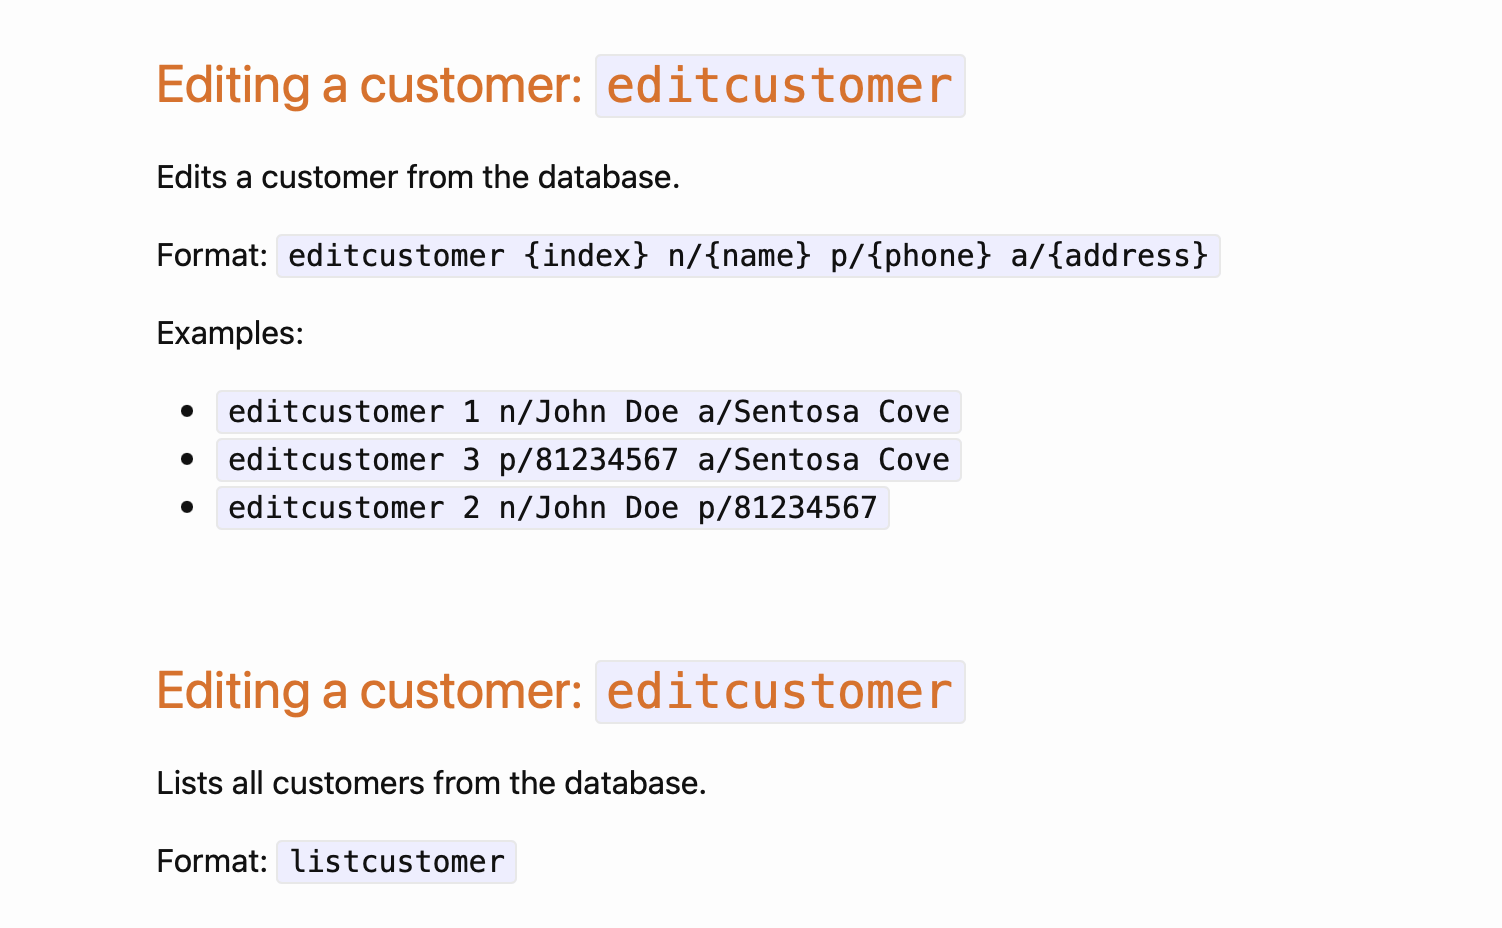 Editing a customer: editcustomer
Edits a customer from the database.
Format: editcustomer {index} n/{name} p/{phone} a/{address}
Examples:
editcustomer 1 n/John Doe a/Sentosa Cove
editcustomer 3 p/81234567 a/Sentosa Cove
editcustomer 2 n/John Doe p/81234567
Editing a customer: editcustomer
Lists all customers from the database.
Format: listcustomer